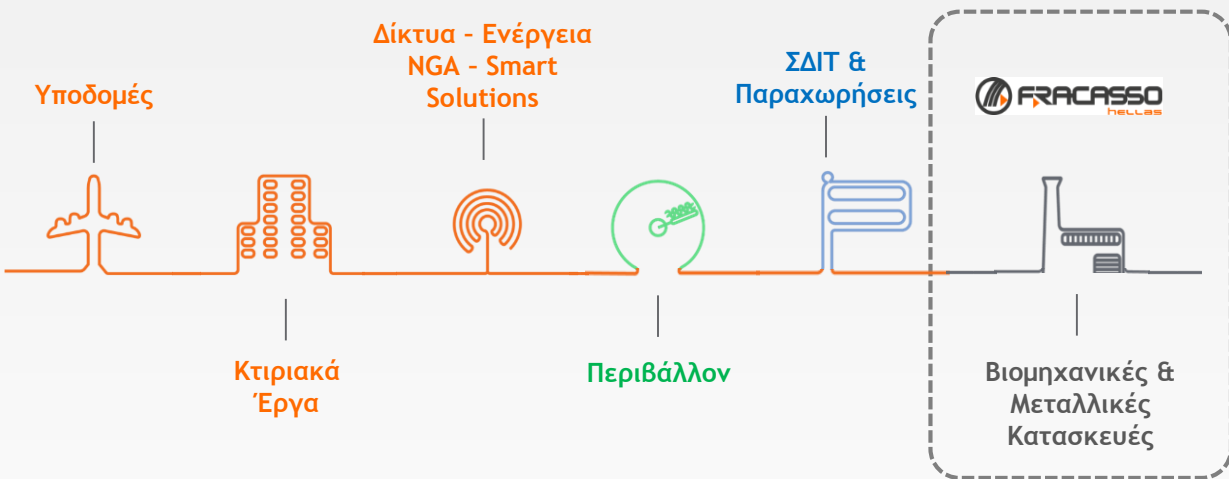 Υποδομές
Κτιριακά
Έργα
Δίκτυα – Ενέργεια
NGA – Smart
Solutions
Περιβάλλον
ΣΔΙΤ &
Παραχωρήσεις
FRACASSO
hellas
Βιομηχανικές &
Μεταλλικές
Κατασκευές